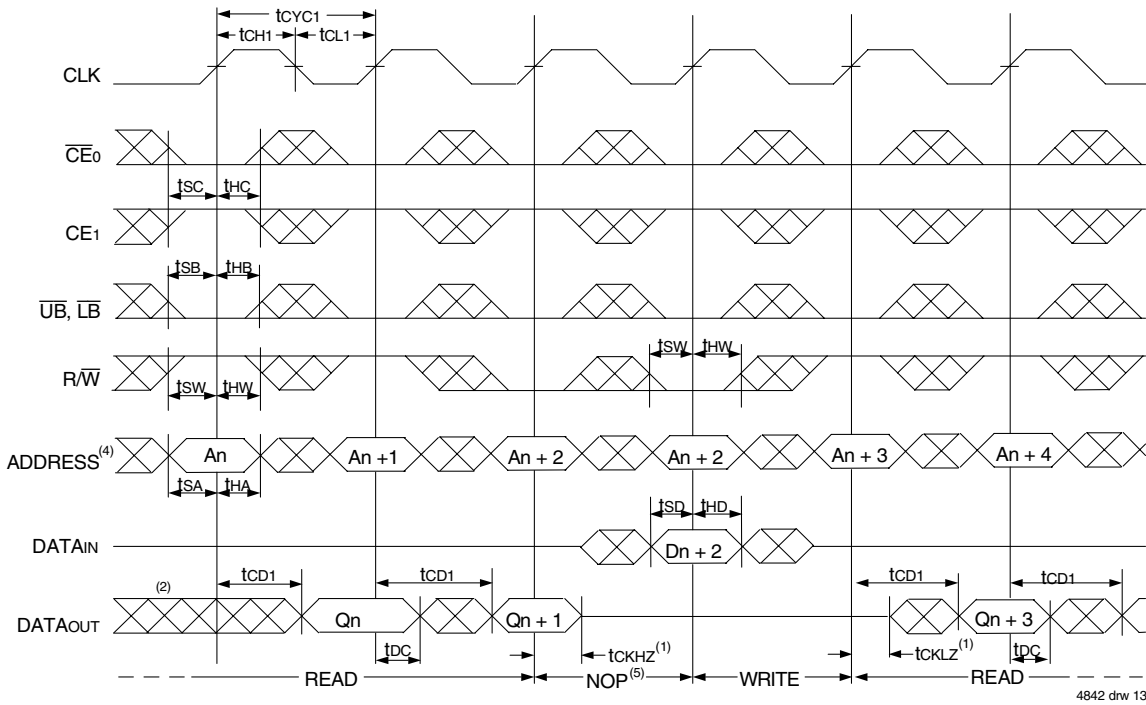 tCYC1
tCH1 tCL1
CLK
CE0
tSC tHC
CE1
tSB tHB
UB, LB
tSW tHW
R/W
tSW tHW
ADDRESS(4) An An +1 An + 2 An + 2 An + 3 An + 4
tSA tHA
tSD tHD
DATAIN Dn + 2
(2) tCD1 tCD1 tCD1 tCD1
DATAOUT Qn Qn + 1 Qn + 3
tDC tCKHZ(1) tCKLZ(1) tDC
READ NOP(5) WRITE READ
4842 drw 13